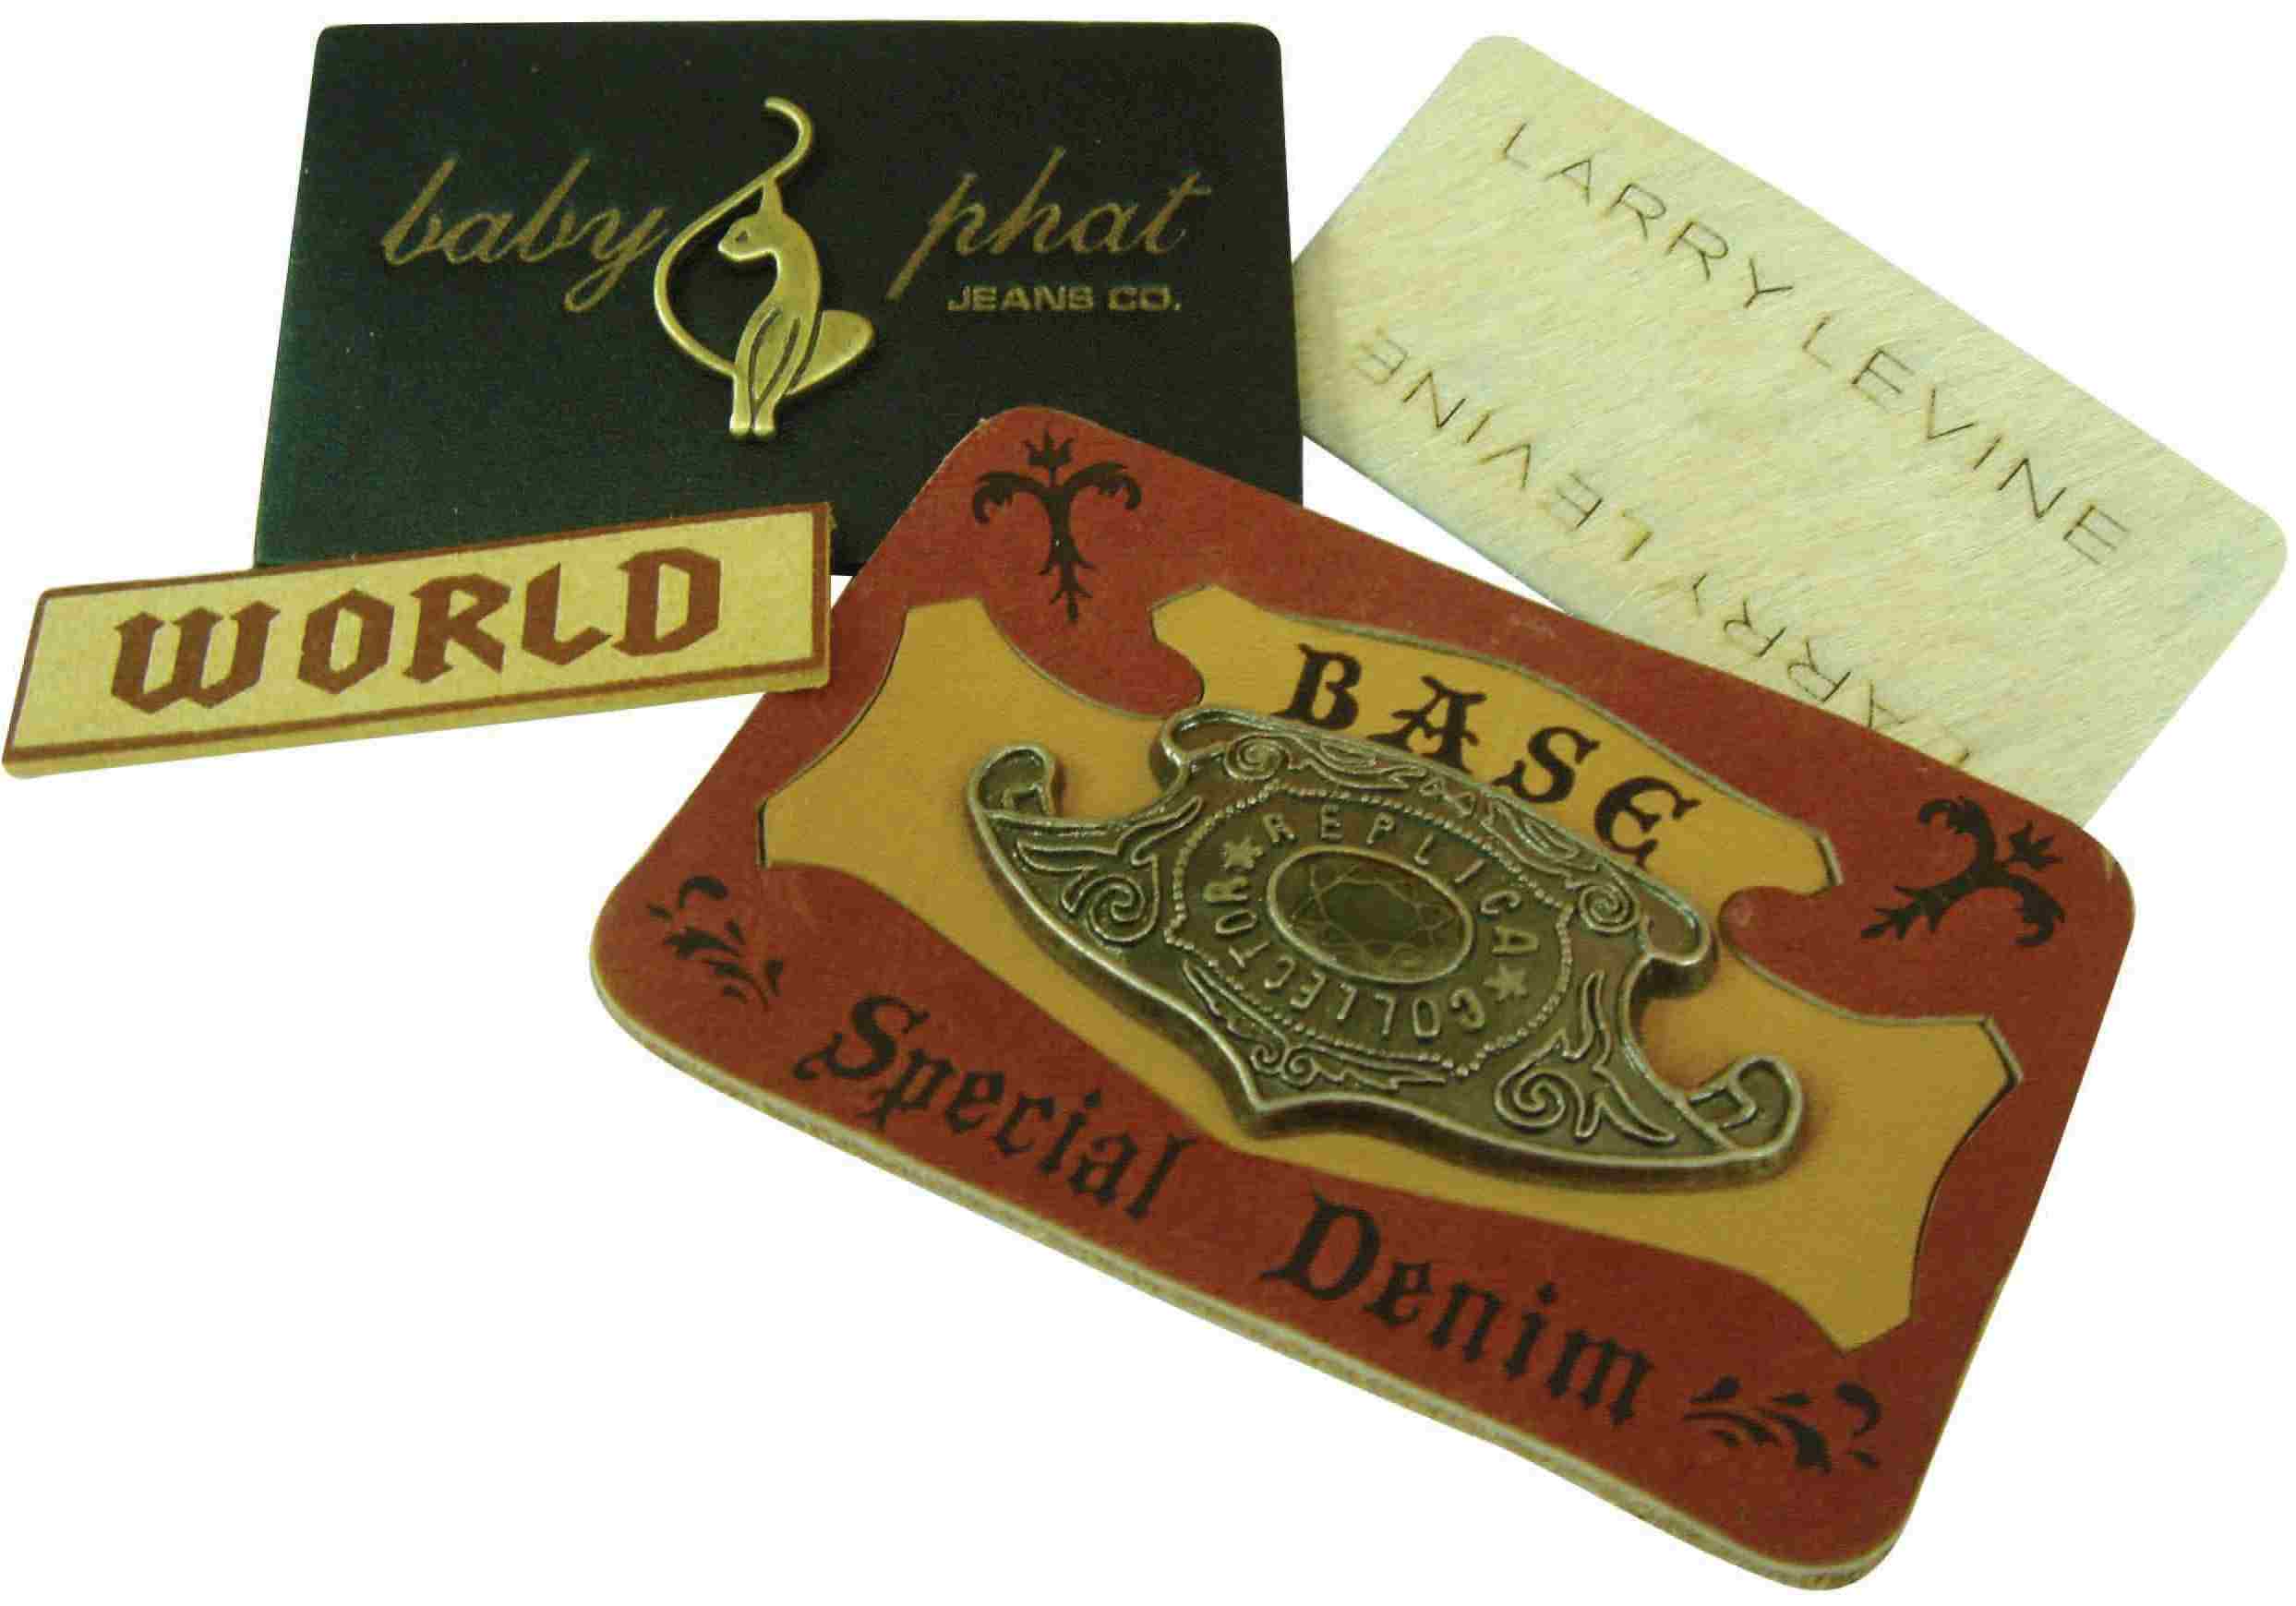 baby phat
JEANS CO.
LARRY LEVINE
LARRY LEVINE
WORLD
BASE
REPLICA
COLLECTOR
Special Denim